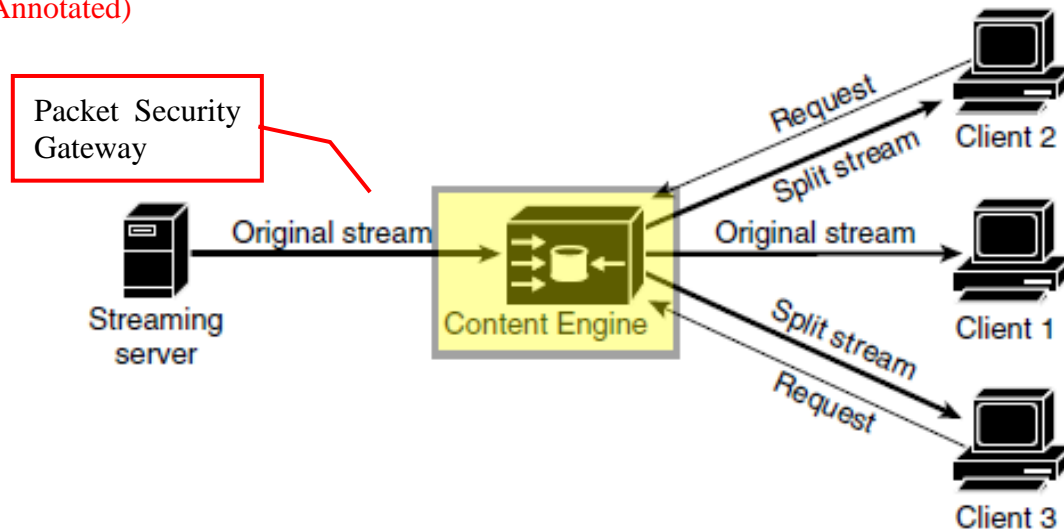 Annotated)
Packet Security
Gateway
Request
Client 2
Split stream
Original stream
Original stream
Streaming
server
Content Engine
Client 1
Split stream
Request
Client 3